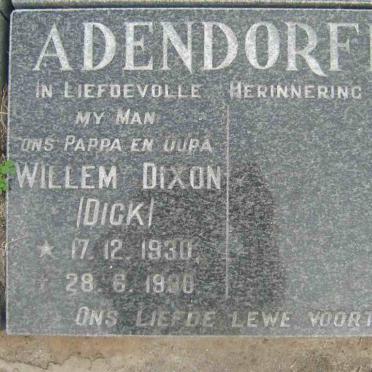 ADENDORFF
IN LIEFDEVOLLE HERINNERING
MY MAN
ONS PAPPA EN OUPA
WILLEM DIXON
/DICK/
* 17. 12. 1930
† 28. 6. 1990
ONS LIEFDE LEWE VOORT